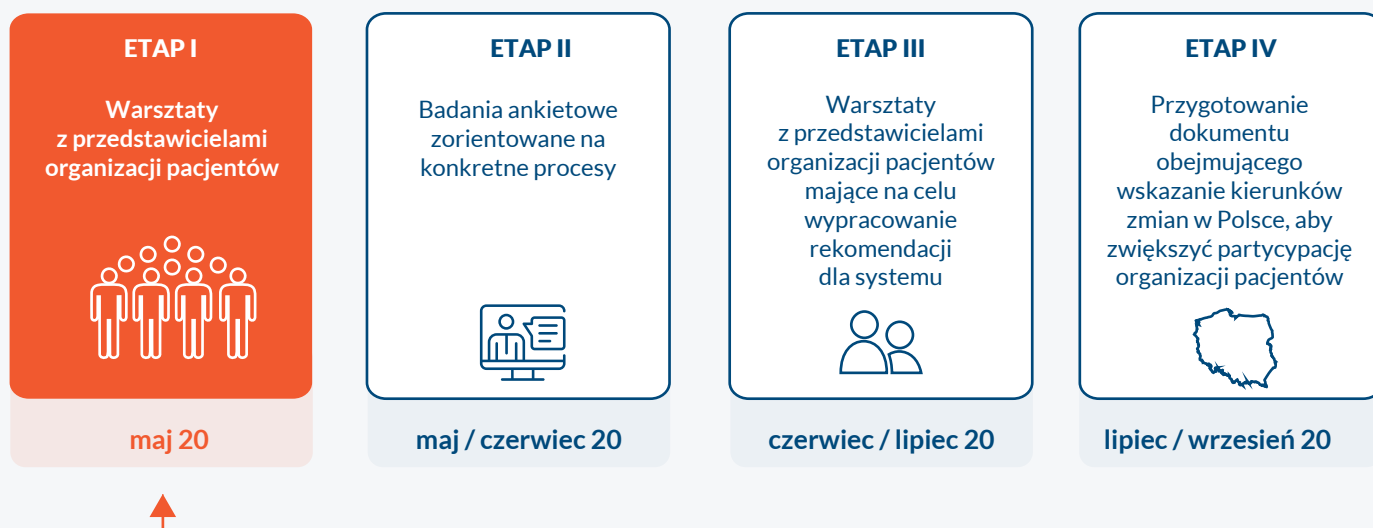 ETAP I
Warsztaty
z przedstawicielami
organizacji pacjentów
maj 20
ETAP II
Badania ankietowe
zorientowane na
konkretne procesy
maj / czerwiec 20
ETAP III
Warsztaty
z przedstawicielami
organizacji pacjentów
mające na celu
wypracowanie
rekomendacji
dla systemu
czerwiec / lipiec 20
ETAP IV
Przygotowanie
dokumentu
obejmującego
wskazanie kierunków
zmian w Polsce, aby
zwiększyć partycypację
organizacji pacjentów
lipiec / wrzesień 20